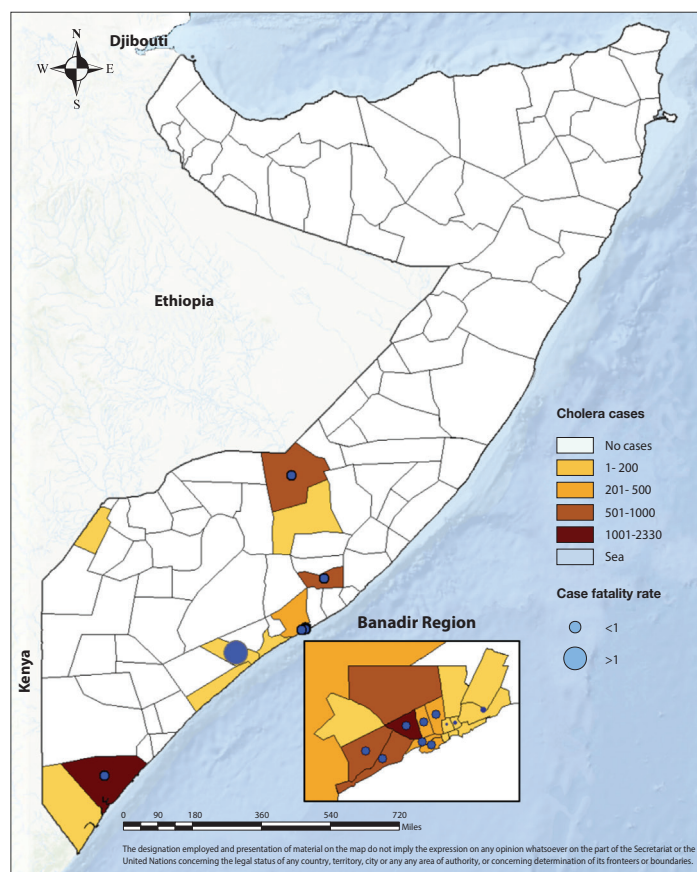 Djibouti
N
W
E
S
Ethiopia
Kenya
Cholera cases
No cases
1- 200
201- 500
501-1000
1001-2330
Sea
Case fatality rate
<1
>1
Banadir Region
0 90 180 360 540 720
Miles
The designation employed and presentation of material on the map do not imply the expression on any opinion whatsoever on the part of the Secretariat or the
United Nations concerning the legal status of any country, territory, city or any any area of authority, or concerning determination of its fronteers or boundaries.